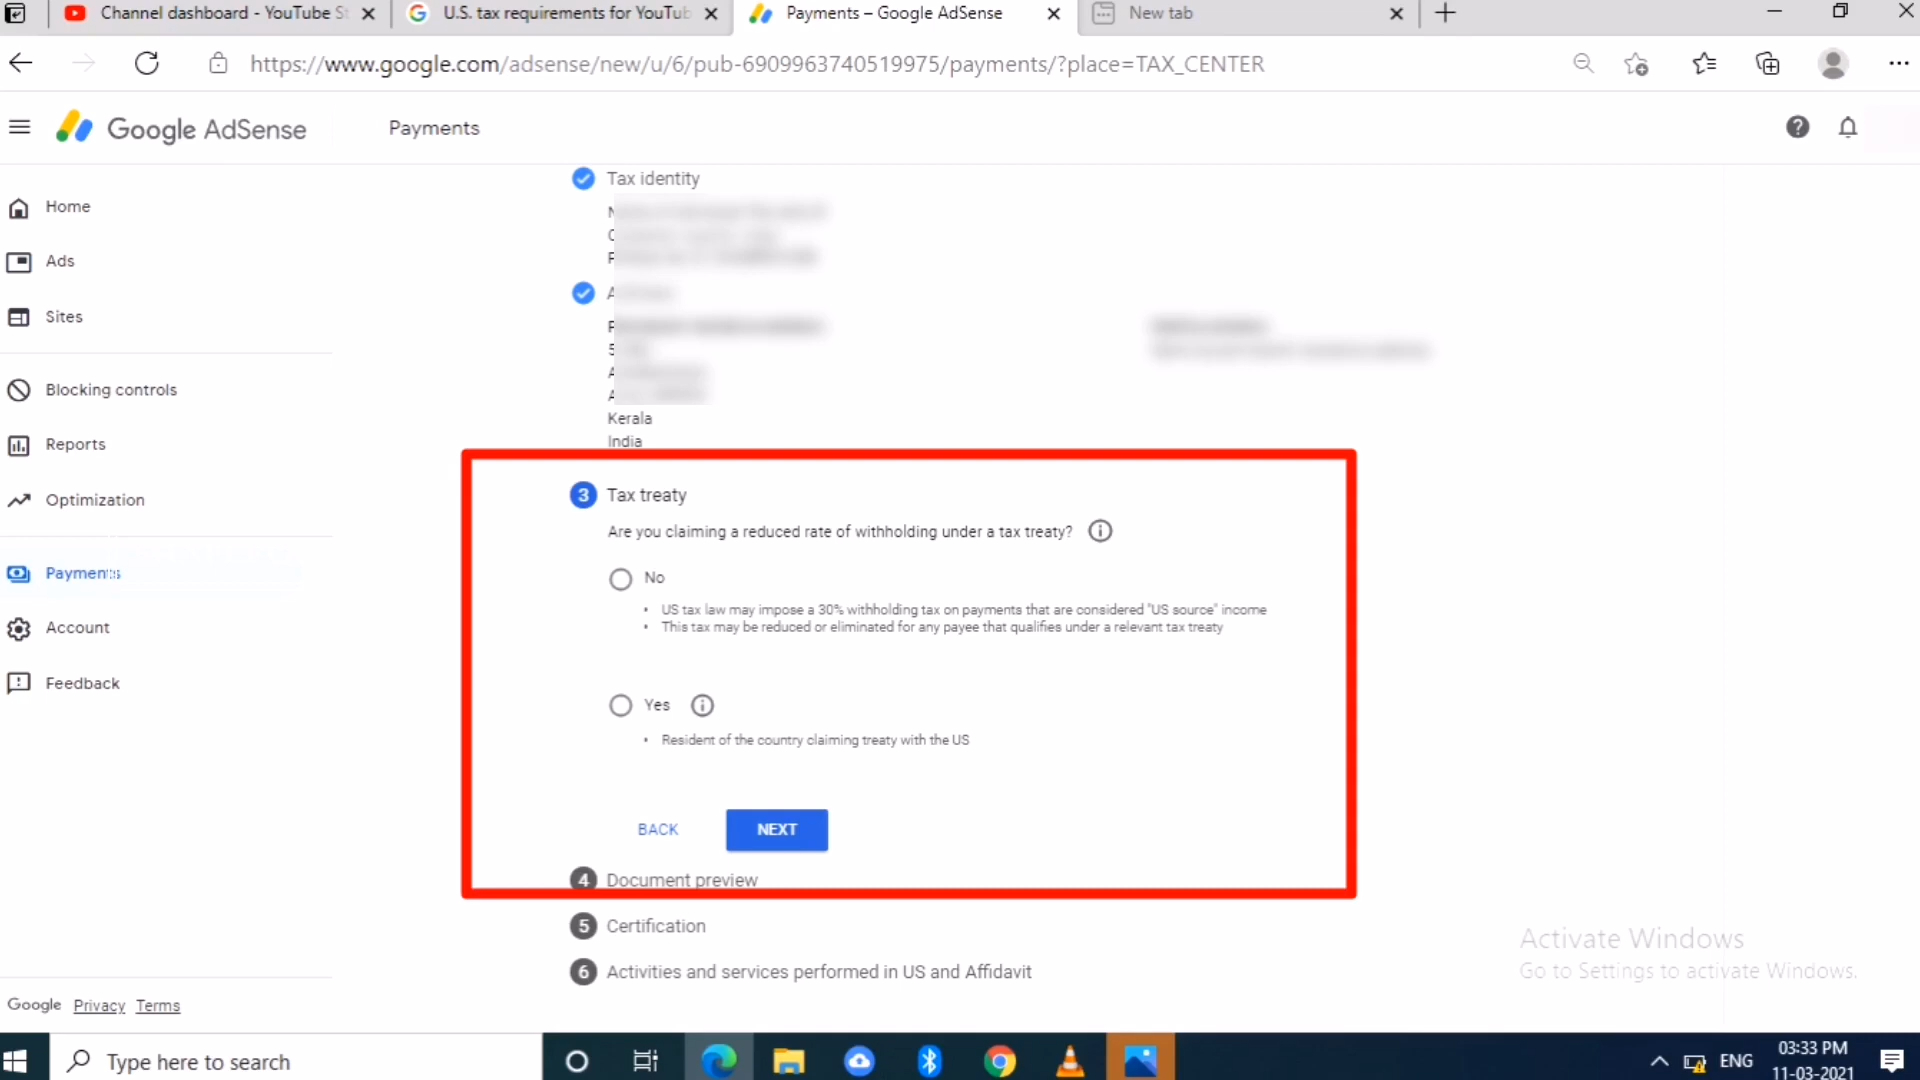 Channel dashboard - YouTube St
U.S. tax requirements for YouTub
Payments – Google AdSense
New tab
https://www.google.com/adsense/new/u/6/pub-6909963740519975/payments/?place=TAX_CENTER
Google AdSense
Payments
Home
Ads
Sites
Blocking controls
Reports
Optimization
Payments
Account
Feedback
Google Privacy Terms
Tax identity
Kerala
India
3 Tax treaty
Are you claiming a reduced rate of withholding under a tax treaty?
No
• US tax law may impose a 30% withholding tax on payments that are considered "US source" income
• This tax may be reduced or eliminated for any payee that qualifies under a relevant tax treaty
Yes
• Resident of the country claiming treaty with the US
BACK NEXT
4 Document preview
5 Certification
6 Activities and services performed in US and Affidavit
Activate Windows
Go to Settings to activate Windows.
Type here to search
ENG
03:33 PM
11-03-2021